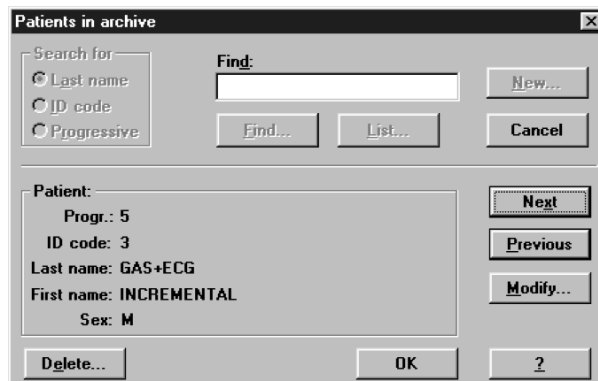 Patients in archive
Search for
Last name
ID code
Progressive
Find:
New...
Find...
List...
Cancel
Patient:
Progr.: 5
ID code: 3
Last name: GAS+ECG
First name: INCREMENTAL
Sex: M
Next
Previous
Modify...
Delete...
OK
?